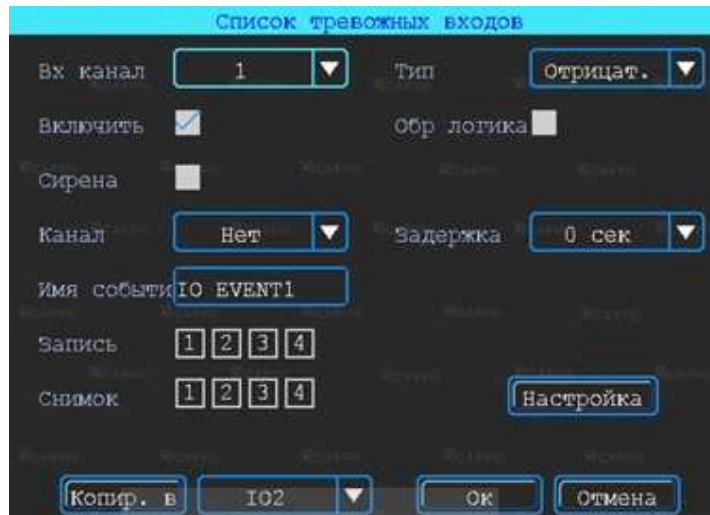 Список тревожных входов
Вх канал 1 Тип Отрицат.
Включить Обр логика
Сирена
Канал Нет Задержка 0 сек
Имя событи IO EVENT1
Запись 1 2 3 4
Снимок 1 2 3 4
Настройка
Копир. в IO2 Ок Отмена